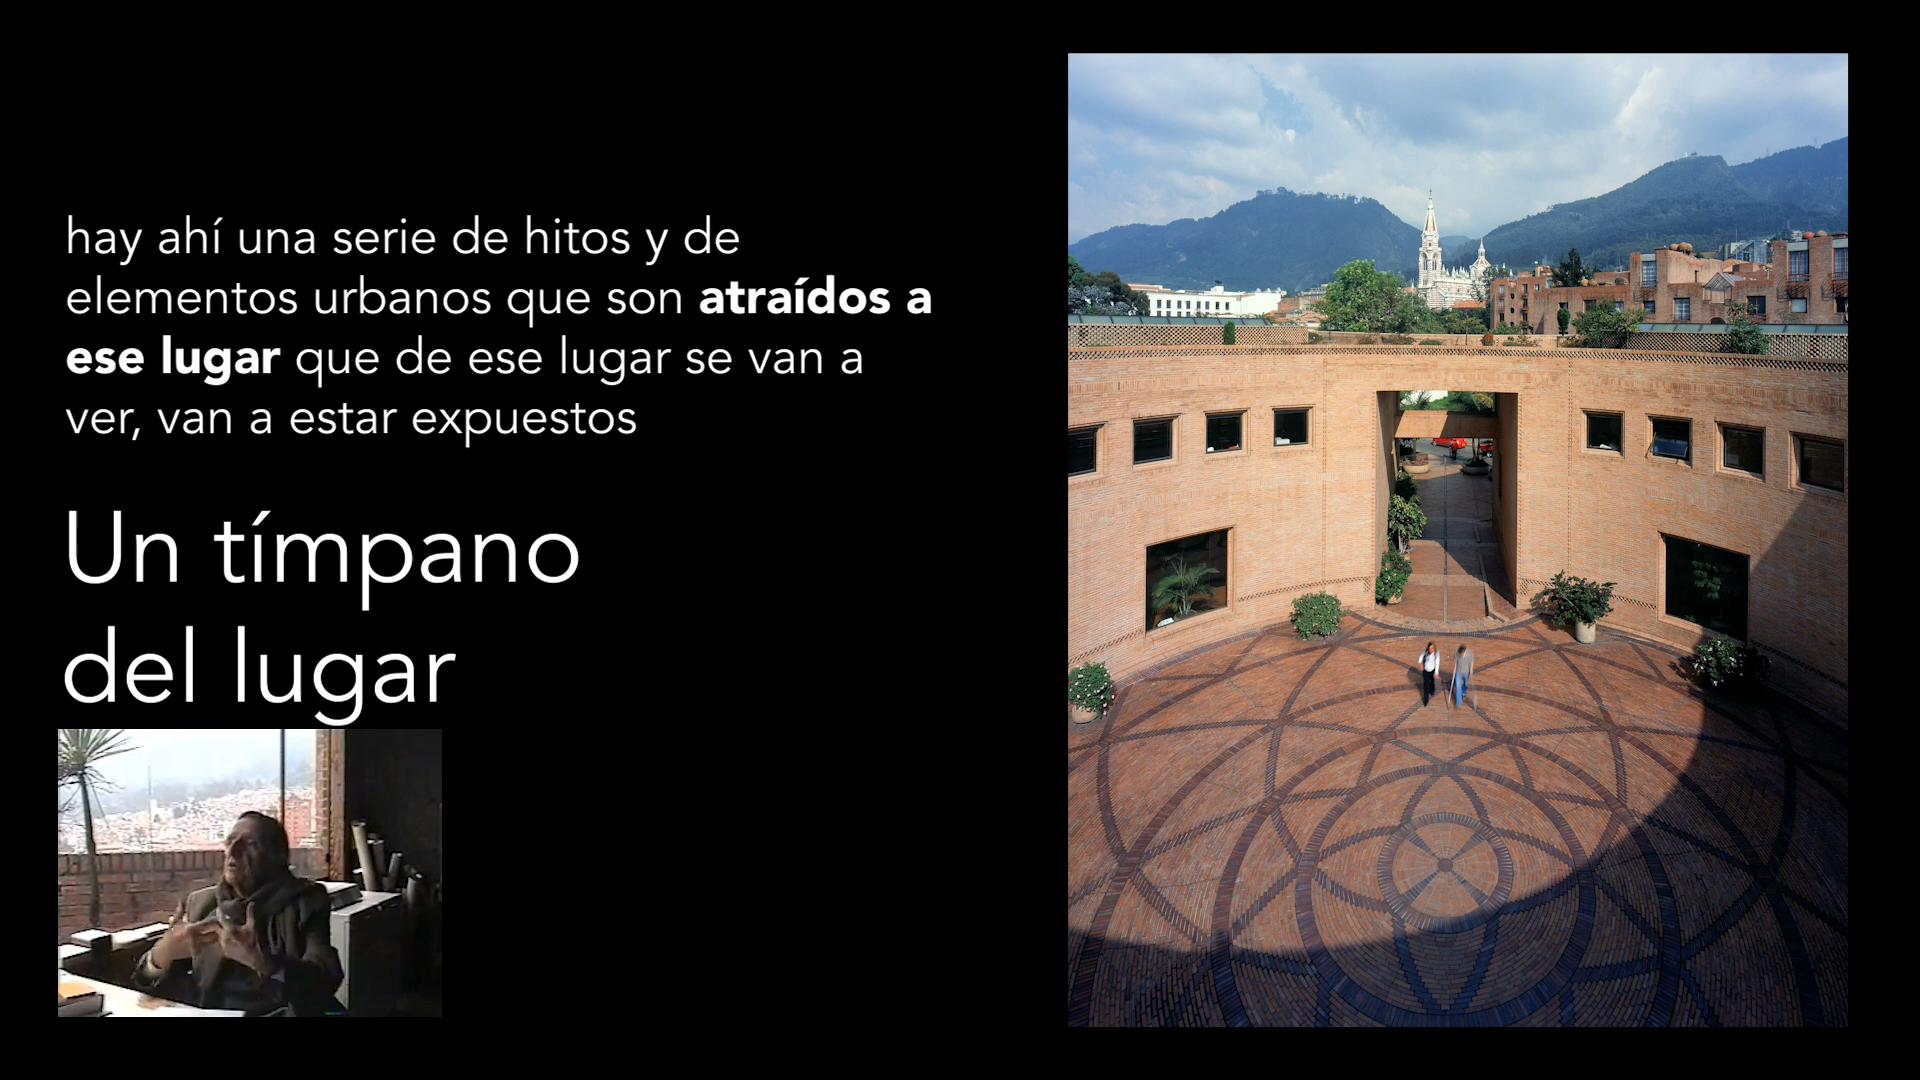 hay ahí una serie de hitos y de
elementos urbanos que son atraídos a
ese lugar que de ese lugar se van a
ver, van a estar expuestos
Un tímpano
del lugar